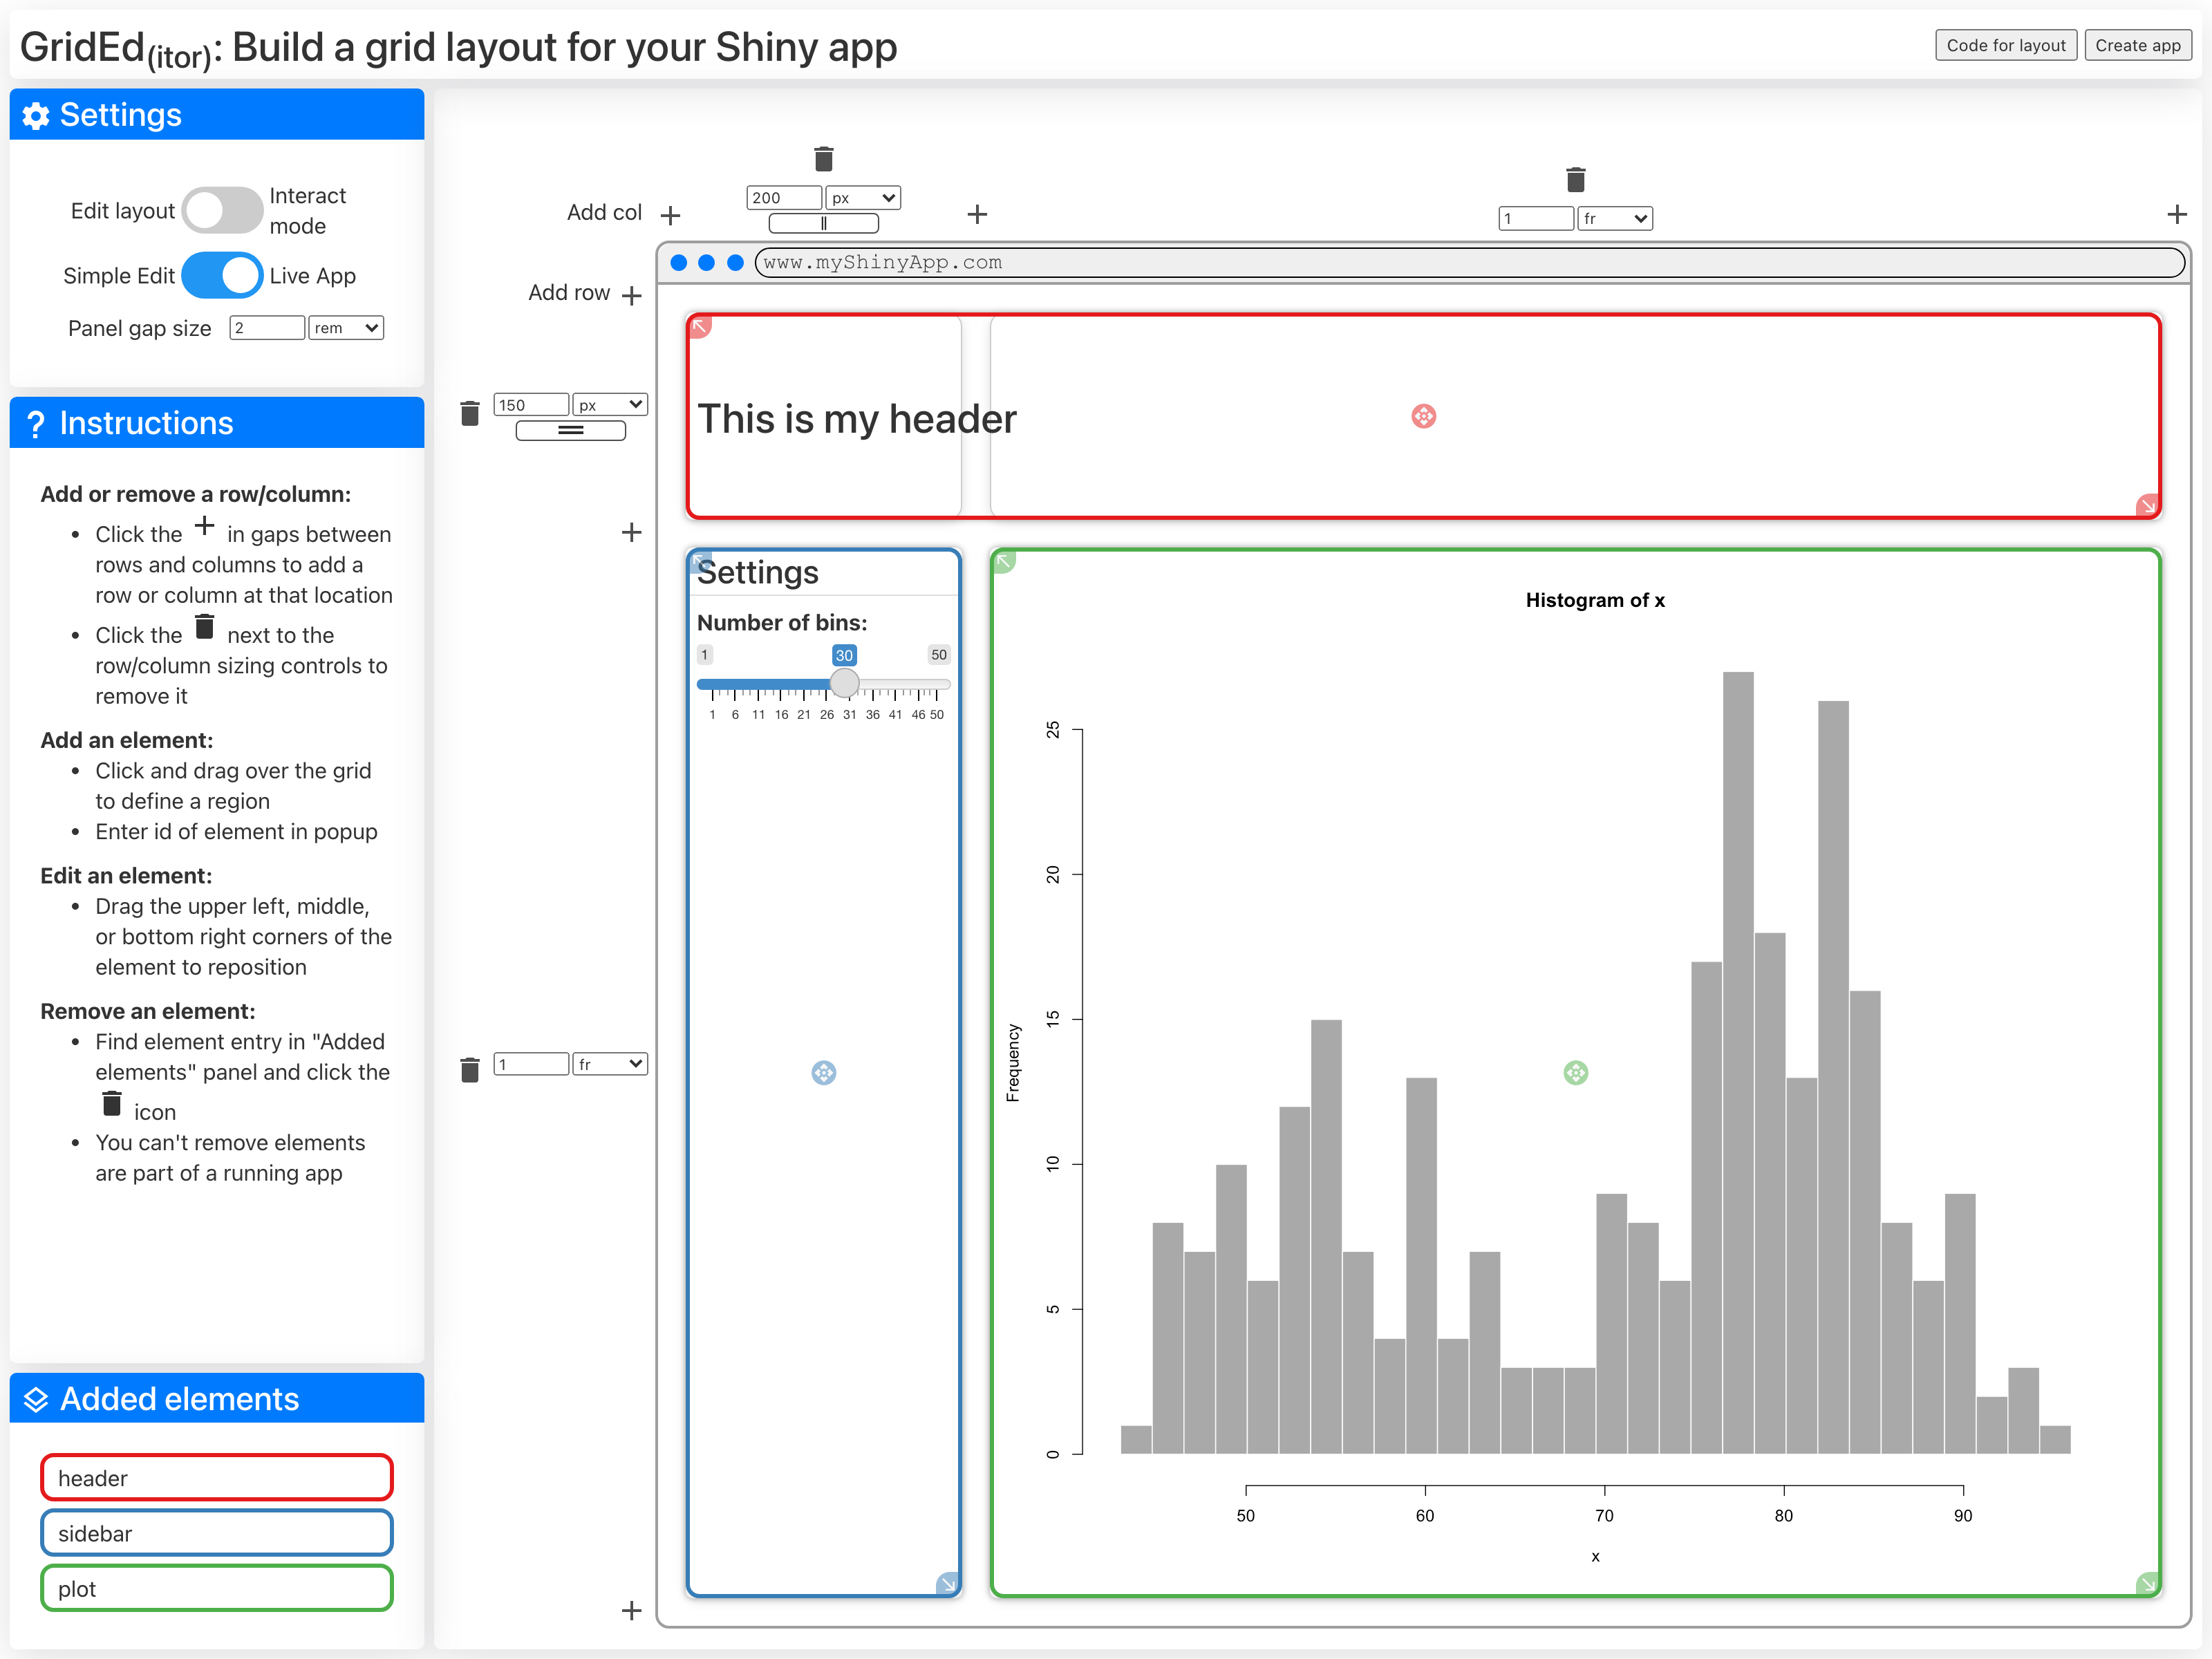 GridEd(itor): Build a grid layout for your Shiny app
Code for layout
Create app
Settings
Edit layout
Interact
mode
Simple Edit
Live App
Panel gap size
2
rem
Instructions
Add or remove a row/column:
Click the + in gaps between
rows and columns to add a
row or column at that location
Click the next to the
row/column sizing controls to
remove it
Add an element:
Click and drag over the grid
to define a region
Enter id of element in popup
Edit an element:
Drag the upper left, middle,
or bottom right corners of the
element to reposition
Remove an element:
Find element entry in "Added
elements" panel and click the
icon
You can't remove elements
are part of a running app
Added elements
header
sidebar
plot
200
px
1
fr
Add col
www.myShinyApp.com
Add row
150
px
1
fr
This is my header
Settings
Number of bins:
1
30
50
1 6 11 16 21 26 31 36 41 46 50
Histogram of x
Frequency
25
20
15
10
5
0
50 60 70 80 90
x